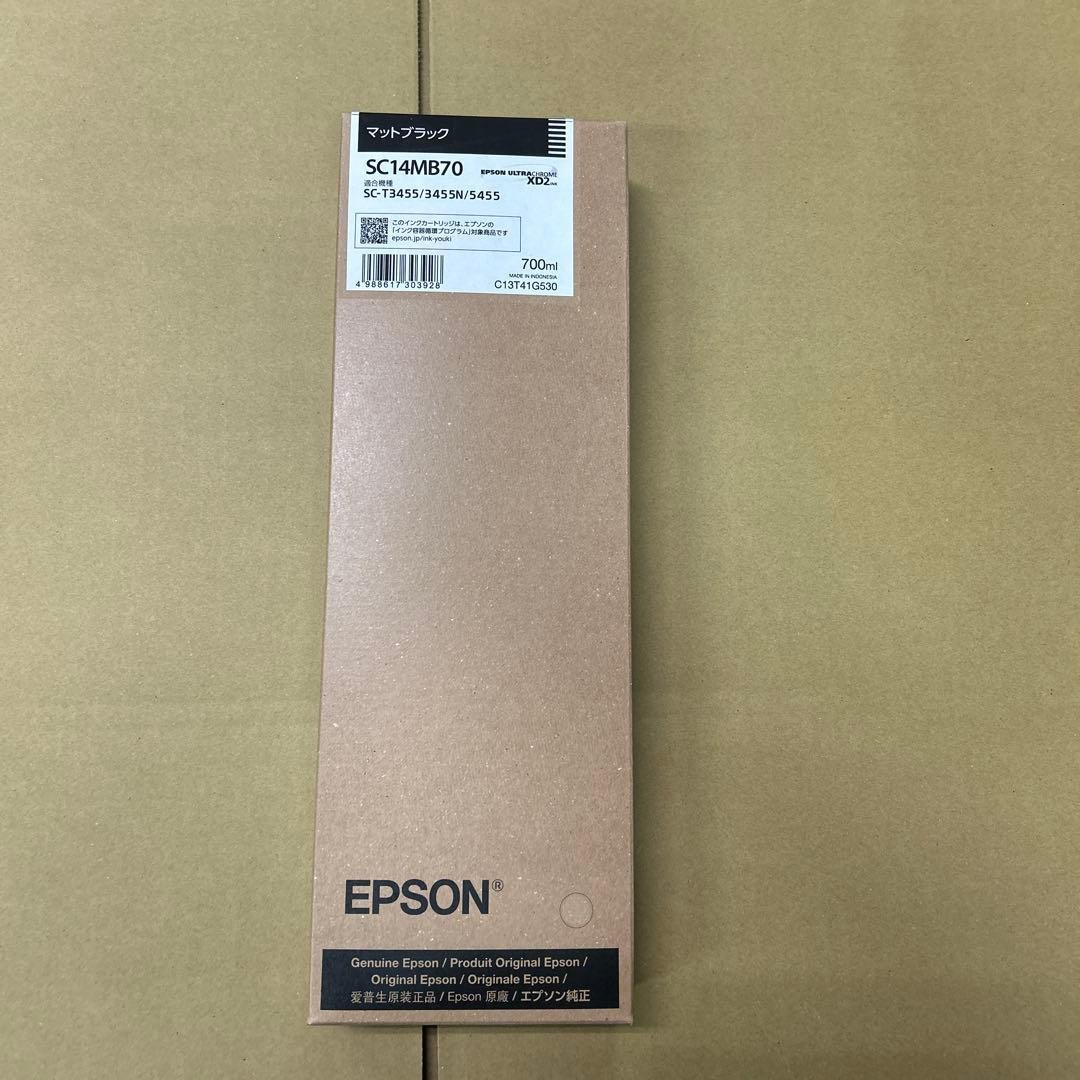 マットブラック
SC14MB70
EPSON ULTRACHROME
XD2 INK
適合機種
SC-T3455/3455N/5455
このインクカートリッジは、エプソンの
「インク容器循環プログラム」対象商品です
epson.jp/ink-youki
700ml
MADE IN INDONESIA
4 988617 303928
C13T41G530
EPSON®
Genuine Epson / Produit Original Epson /
Original Epson / Originale Epson /
爱普生原装正品 / Epson 原廠 / エプソン純正